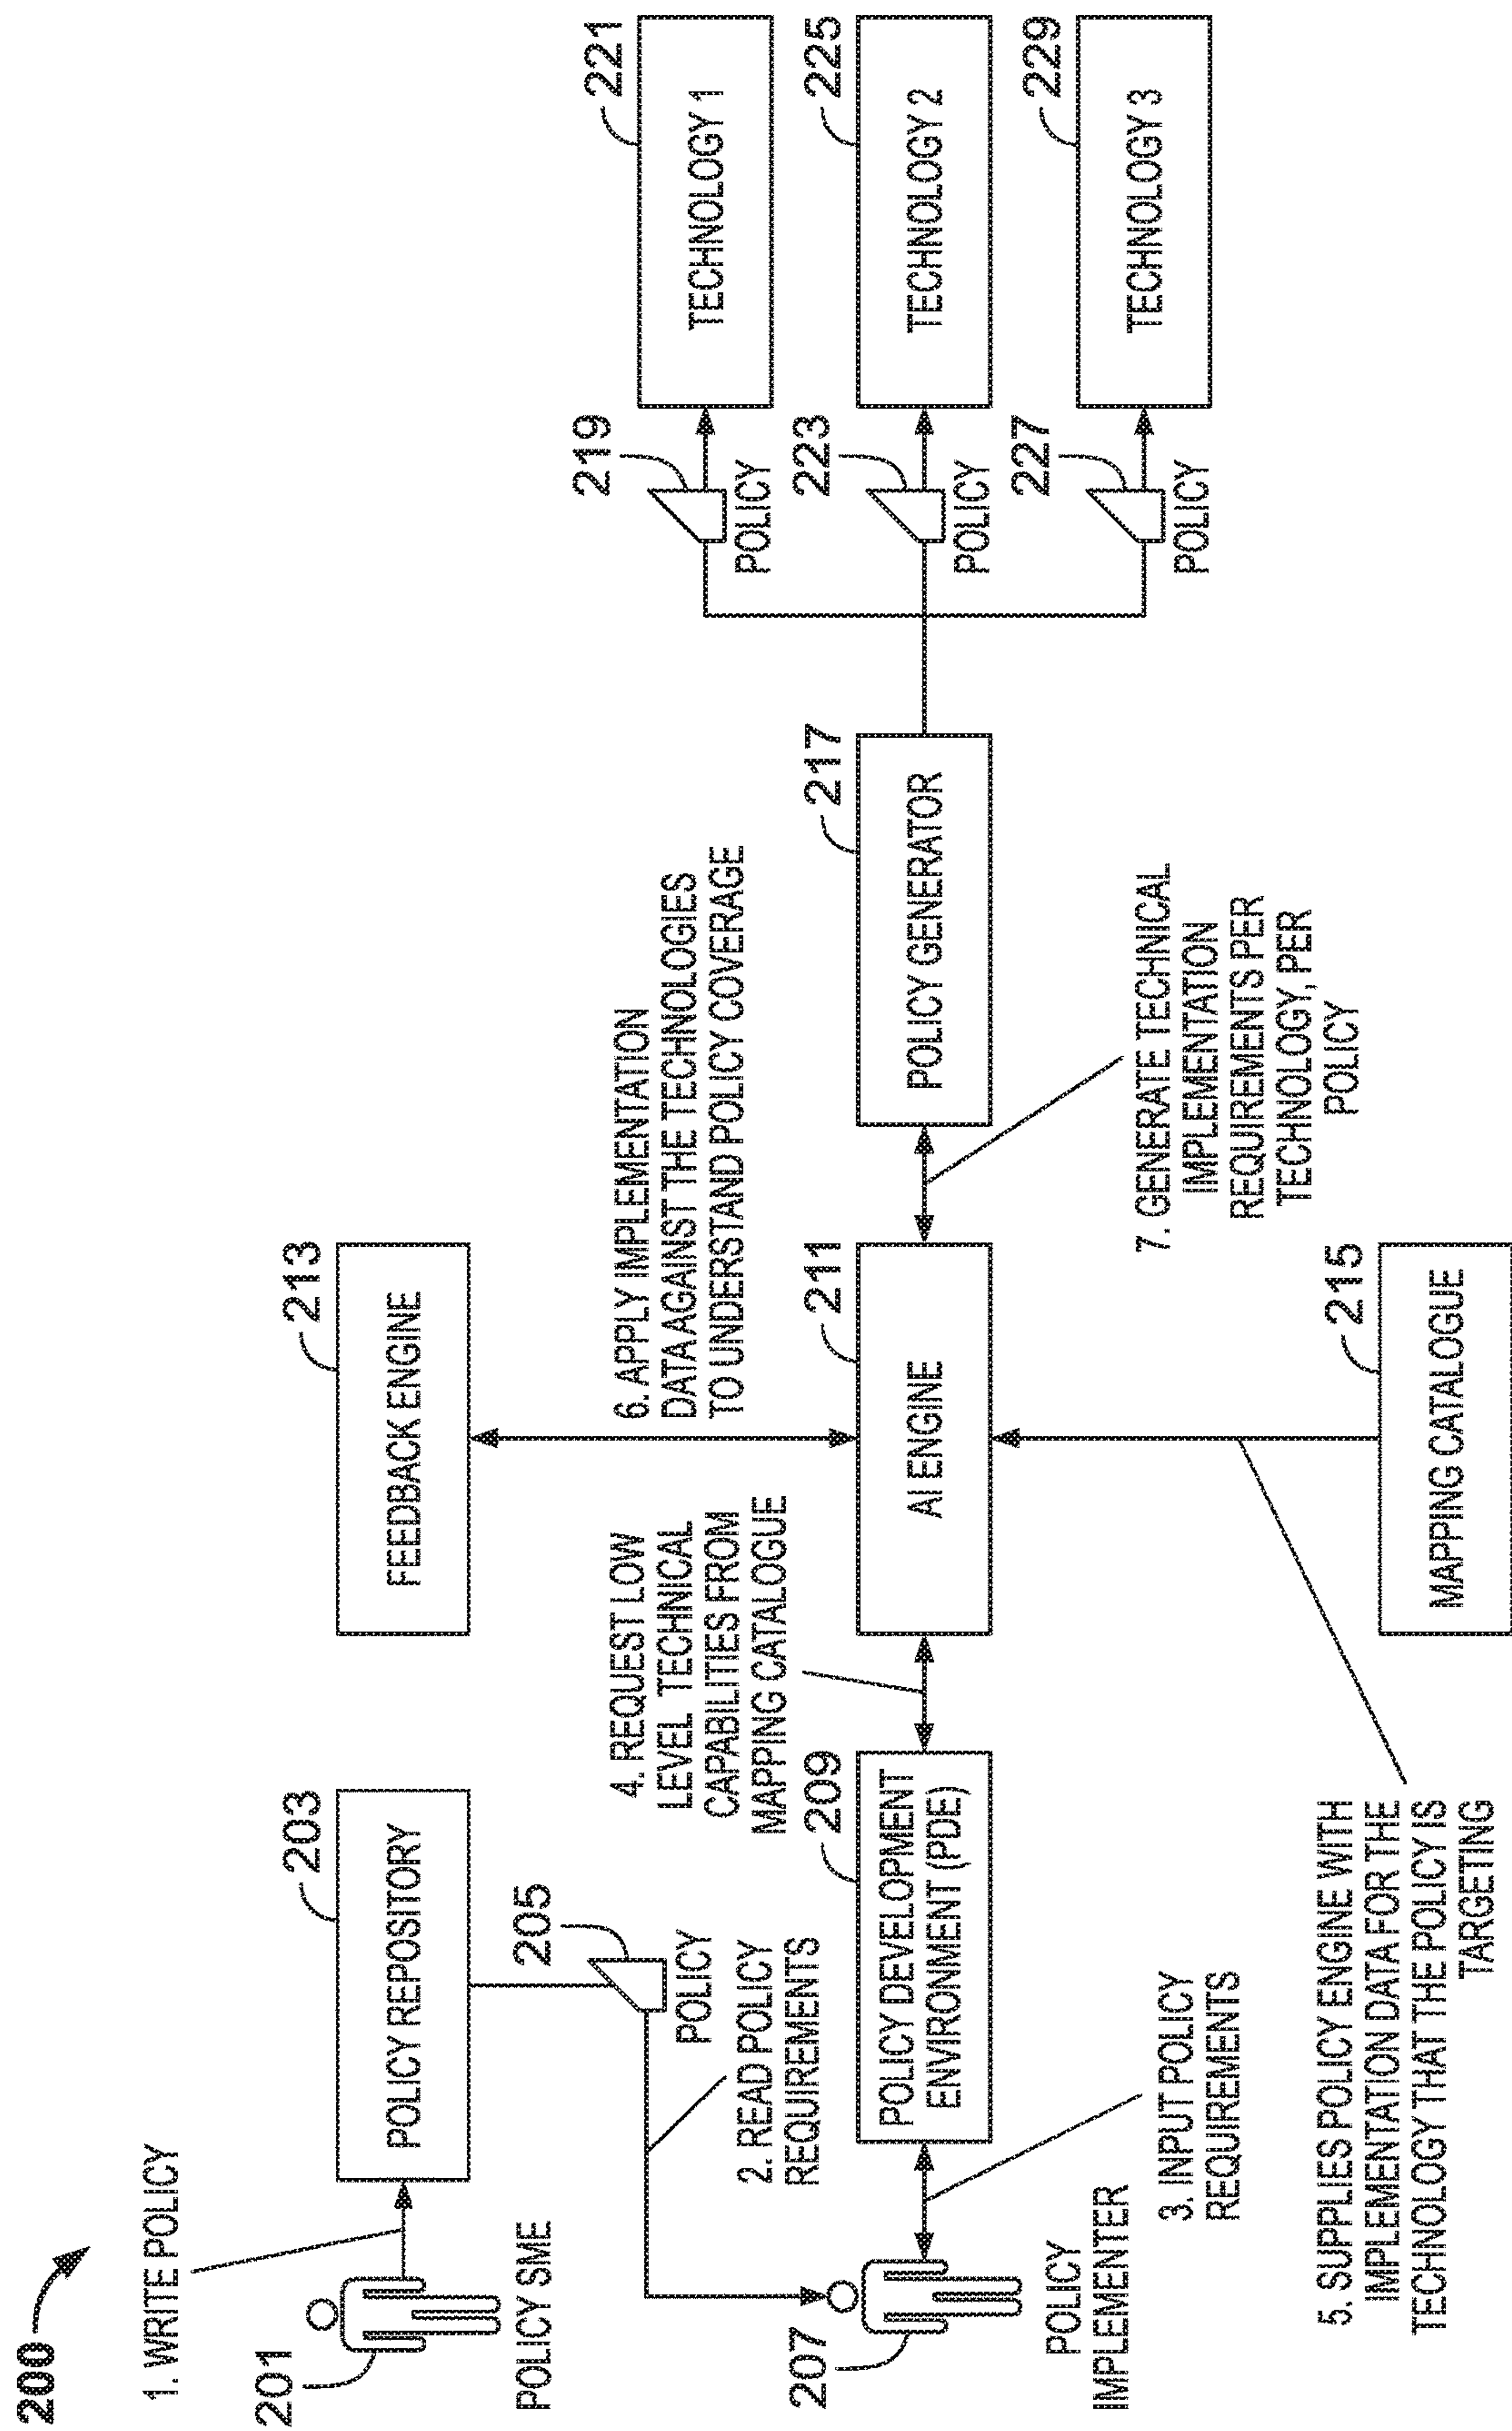 200
1. WRITE POLICY
201
POLICY SME
203
POLICY REPOSITORY
205
POLICY
2. READ POLICY
REQUIREMENTS
207
POLICY
IMPLEMENTER
3. INPUT POLICY
REQUIREMENTS
209
POLICY DEVELOPMENT
ENVIRONMENT (PDE)
4. REQUEST LOW
LEVEL TECHNICAL
CAPABILITIES FROM
MAPPING CATALOGUE
213
FEEDBACK ENGINE
211
AI ENGINE
215
MAPPING CATALOGUE
5. SUPPLIES POLICY ENGINE WITH
IMPLEMENTATION DATA FOR THE
TECHNOLOGY THAT THE POLICY IS
TARGETING
6. APPLY IMPLEMENTATION
DATA AGAINST THE TECHNOLOGIES
TO UNDERSTAND POLICY COVERAGE
7. GENERATE TECHNICAL
IMPLEMENTATION
REQUIREMENTS PER
TECHNOLOGY, PER
POLICY
217
POLICY GENERATOR
219
POLICY
221
TECHNOLOGY 1
223
POLICY
225
TECHNOLOGY 2
227
POLICY
229
TECHNOLOGY 3